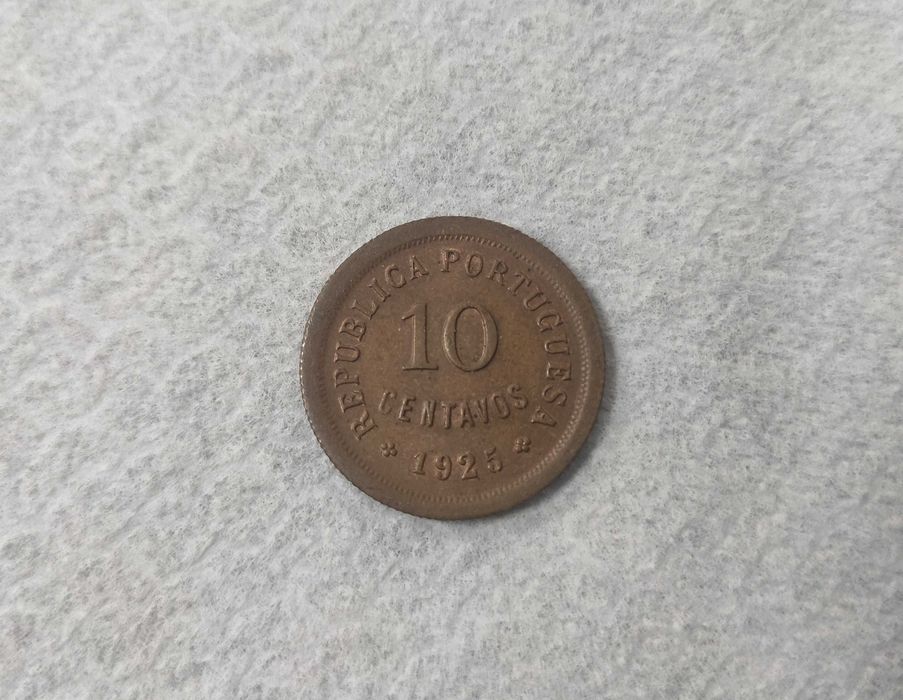 REPUBLICA PORTUGUESA
10
CENTAVOS
1925